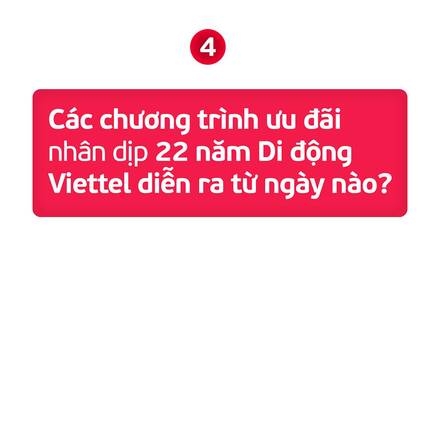 4
Các chương trình ưu đãi
nhân dịp 22 năm Di động
Viettel diễn ra từ ngày nào?